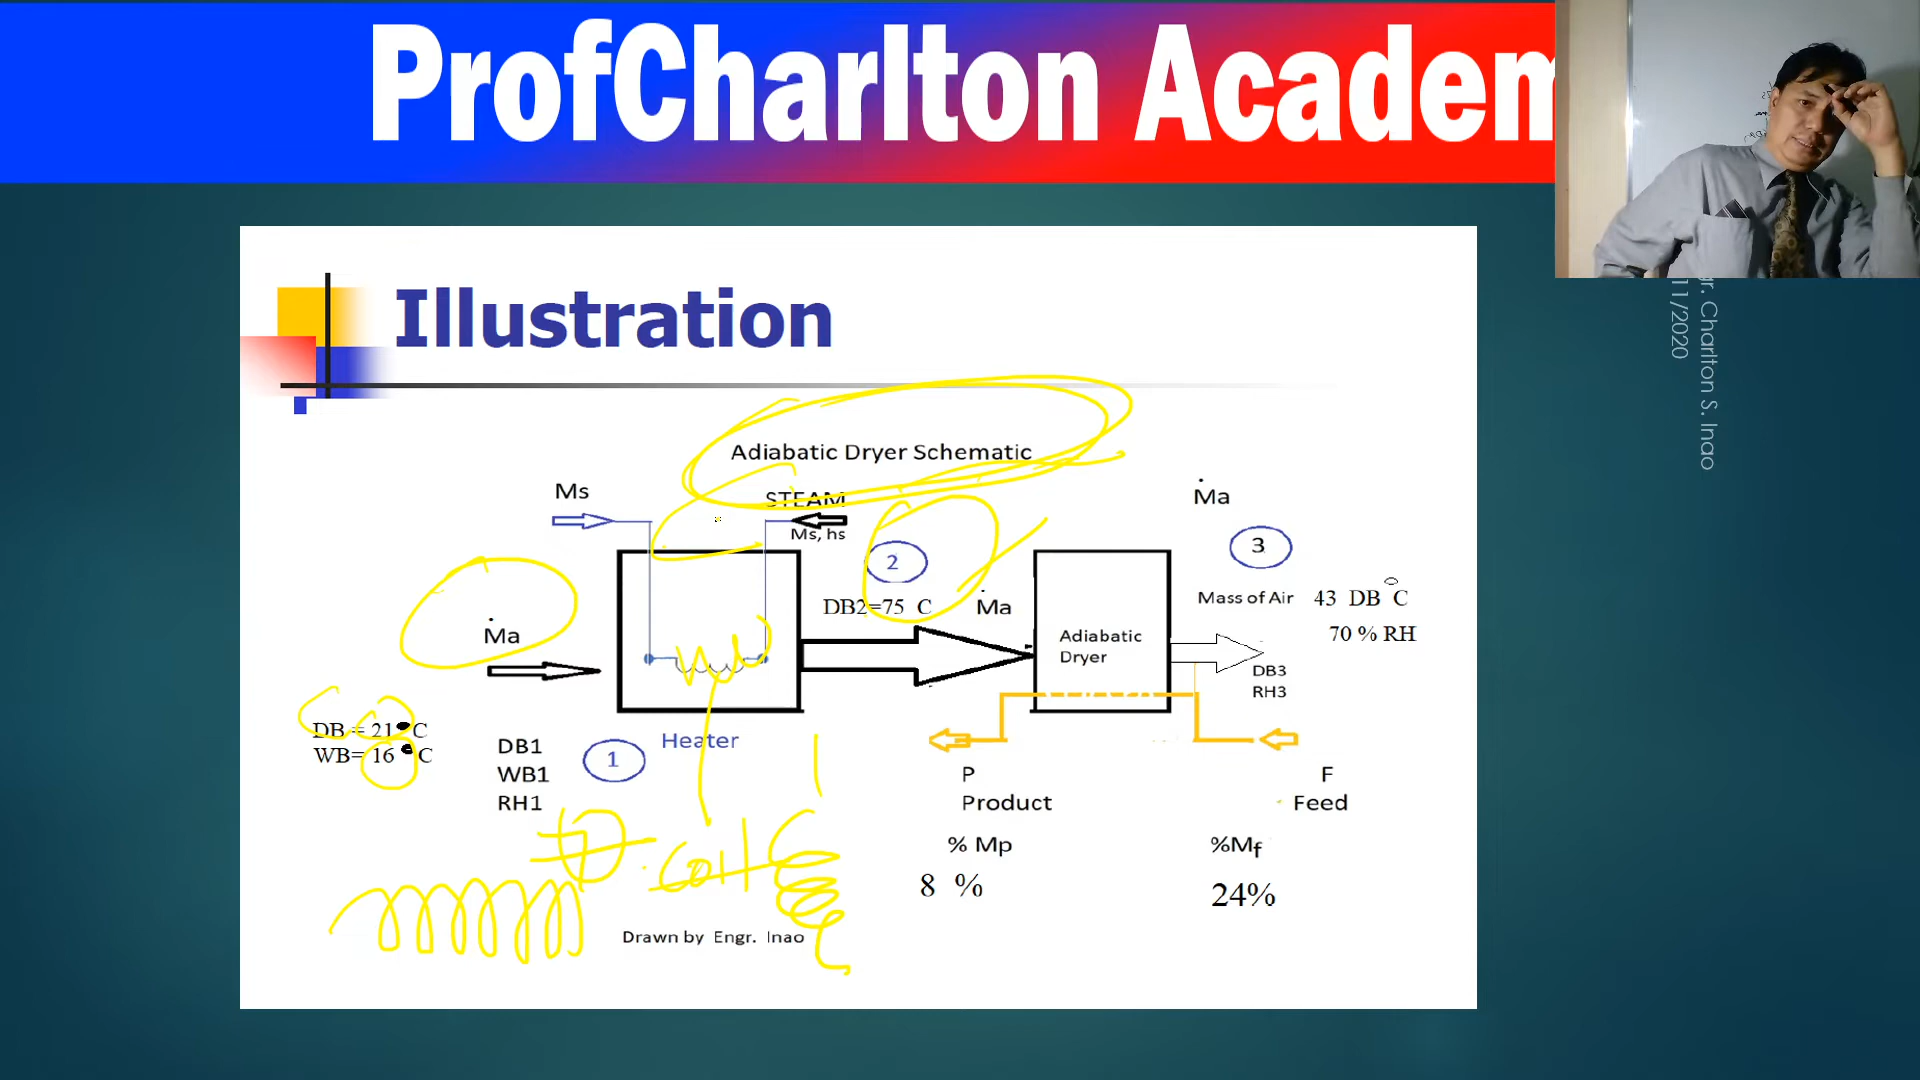 ProfCharlton Academ
gr. Charlton S. Inao
11/2020
Illustration
Adiabatic Dryer Schematic
Ms
STEAM
Ms, hs
Ma
3
2
DB2=75 C
Ma
Mass of Air 43 DB °C
70 % RH
Ma
Adiabatic
Dryer
DB3
RH3
DB = 21 C
WB= 16 C
DB1
WB1
RH1
1
Heater
P
Product
F
Feed
% Mp
%Mf
8 %
24%
coil
Drawn by Engr. Inao